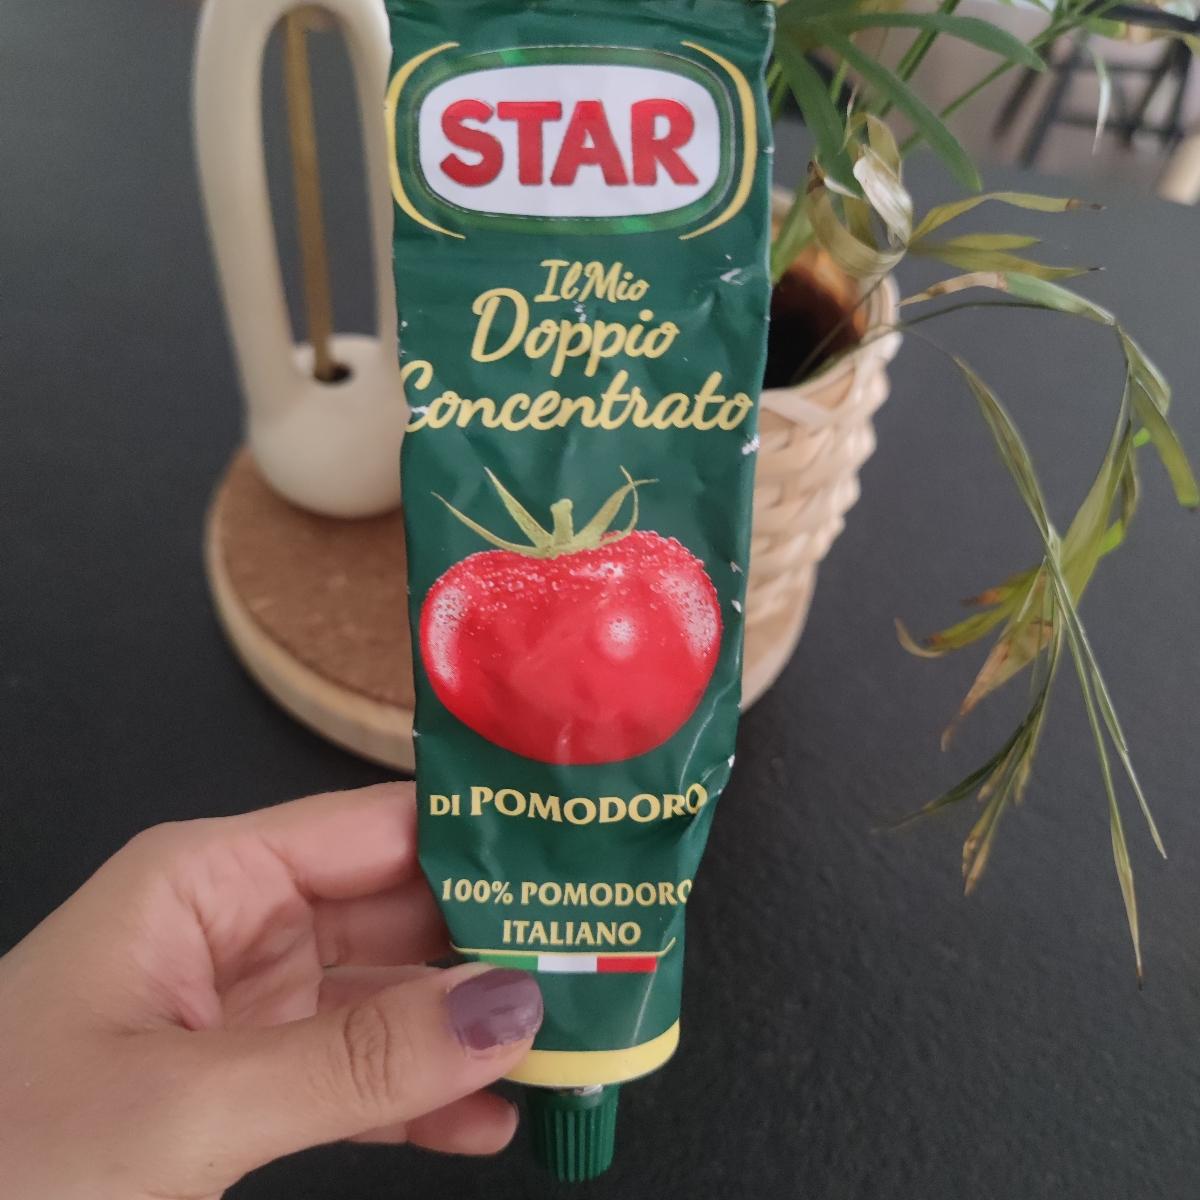 STAR
Il Mio
Doppio
Concentrato
DI POMODORO
100% POMODORO
ITALIANO